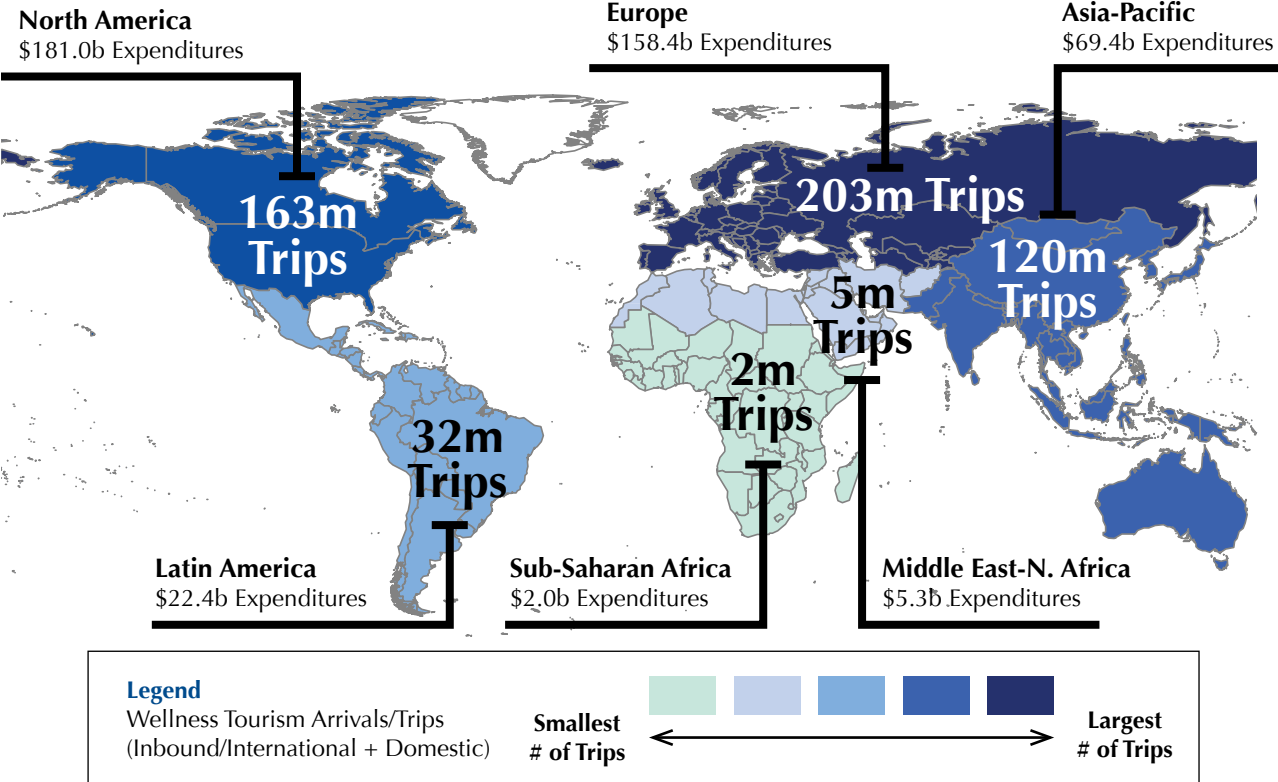 North America
$181.0b Expenditures
Europe
$158.4b Expenditures
Asia-Pacific
$69.4b Expenditures
163m
Trips
203m Trips
120m
Trips
5m
Trips
2m
Trips
32m
Trips
Latin America
$22.4b Expenditures
Sub-Saharan Africa
$2.0b Expenditures
Middle East-N. Africa
$5.3b Expenditures
Legend
Wellness Tourism Arrivals/Trips
(Inbound/International + Domestic)
Smallest
# of Trips
Largest
# of Trips